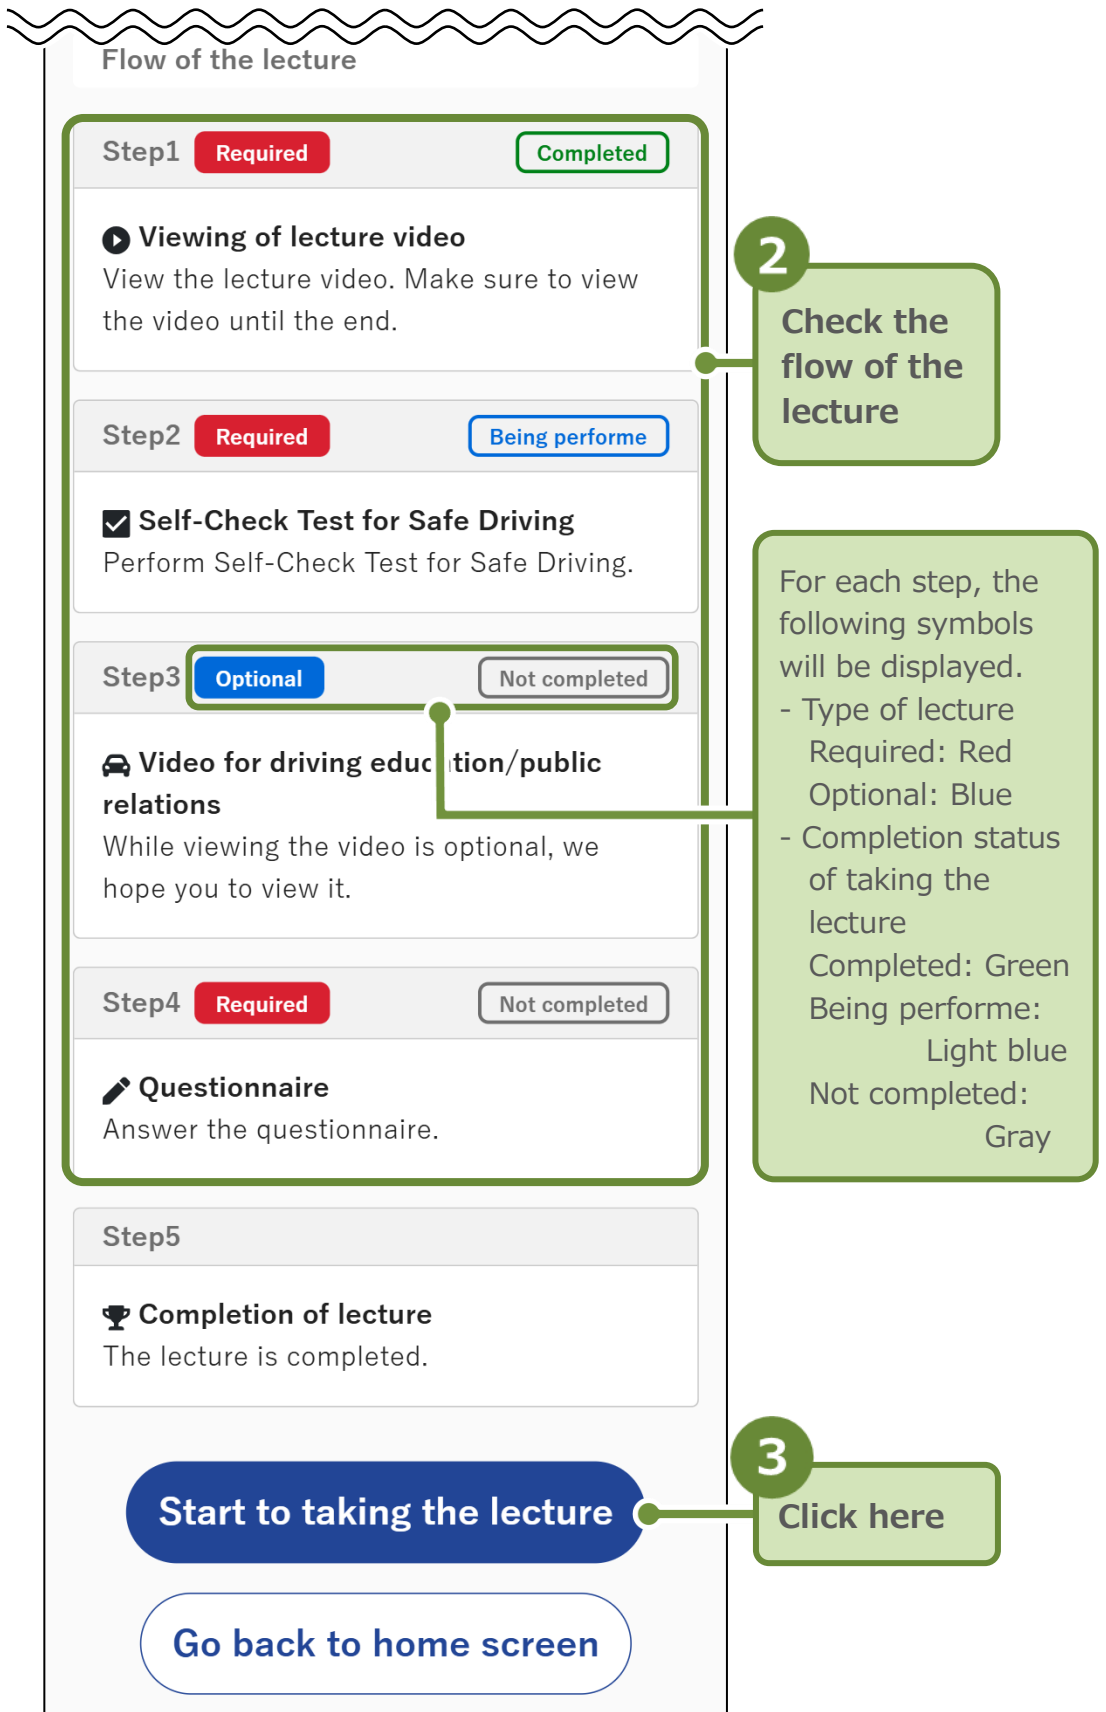 Flow of the lecture
Step1 Required Completed
Viewing of lecture video
View the lecture video. Make sure to view
the video until the end.
Step2 Required Being performe
Self-Check Test for Safe Driving
Perform Self-Check Test for Safe Driving.
Step3 Optional Not completed
Video for driving educ tion/public
relations
While viewing the video is optional, we
hope you to view it.
Step4 Required Not completed
Questionnaire
Answer the questionnaire.
Step5
Completion of lecture
The lecture is completed.
Start to taking the lecture
Go back to home screen
2
Check the
flow of the
lecture
For each step, the
following symbols
will be displayed.
- Type of lecture
Required: Red
Optional: Blue
- Completion status
of taking the
lecture
Completed: Green
Being performe:
Light blue
Not completed:
Gray
3
Click here